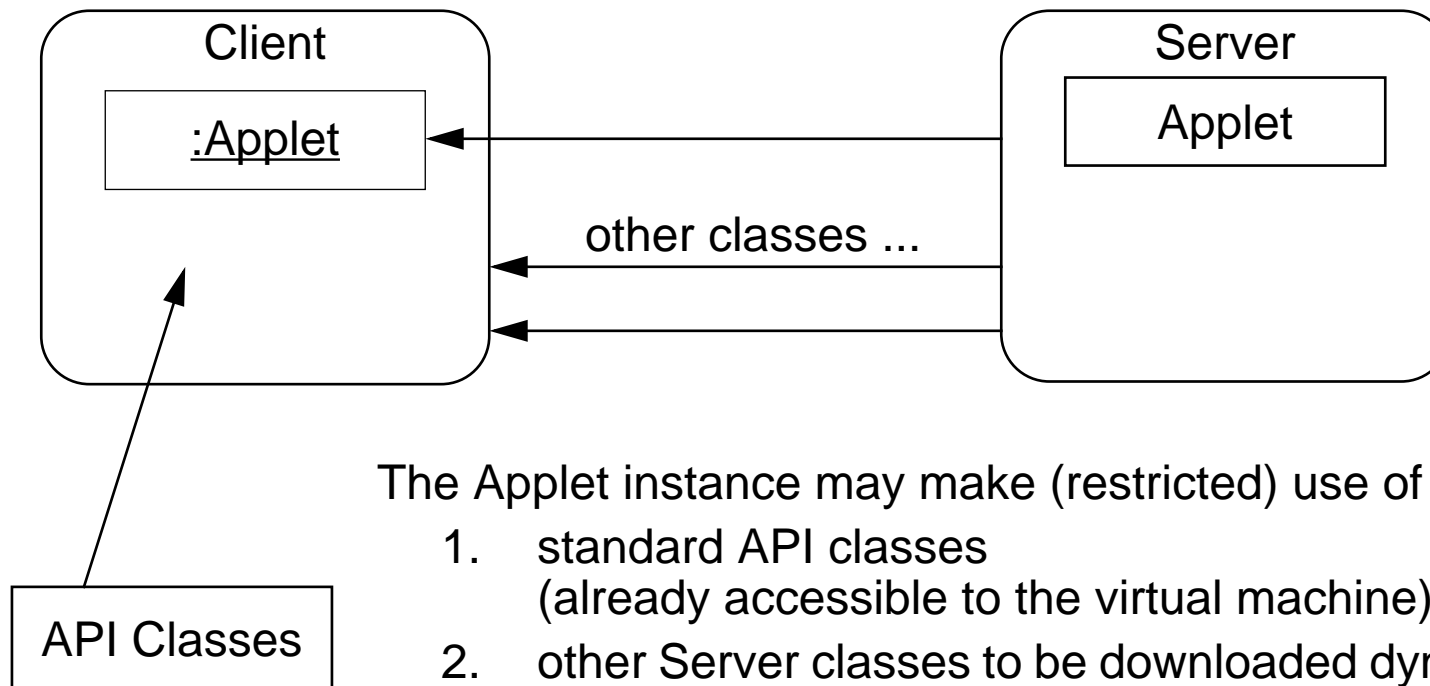 Client
Server
:Applet
Applet
other classes ...
The Applet instance may make (restricted) use of
1. standard API classes
(already accessible to the virtual machine)
API Classes
2. other Server classes to be downloaded